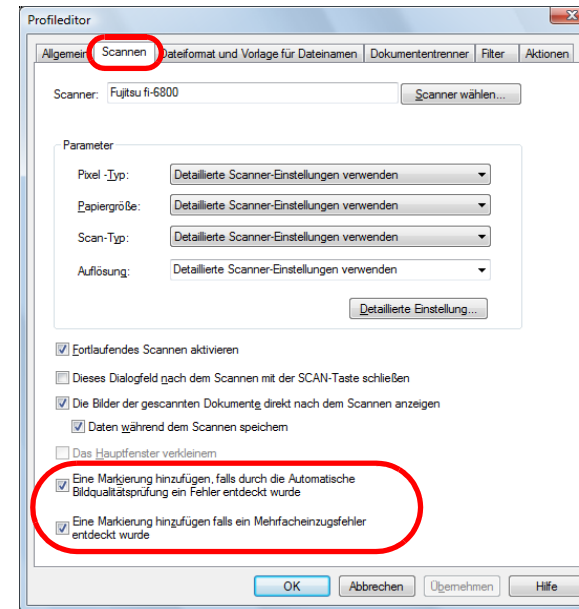 Profileditor
Allgemein Scannen Dateiformat und Vorlage für Dateinamen Dokumententrenner Filter Aktionen
Scanner: Fujitsu fi-6800 Scanner wählen...
Parameter
Pixel -Typ: Detaillierte Scanner-Einstellungen verwenden
Papiergröße: Detaillierte Scanner-Einstellungen verwenden
Scan-Typ: Detaillierte Scanner-Einstellungen verwenden
Auflösung: Detaillierte Scanner-Einstellungen verwenden
Detaillierte Einstellung...
Fortlaufendes Scannen aktivieren
Dieses Dialogfeld nach dem Scannen mit der SCAN-Taste schließen
Die Bilder der gescannten Dokumente direkt nach dem Scannen anzeigen
Daten während dem Scannen speichern
Das Hauptfenster verkleinern
Eine Markierung hinzufügen, falls durch die Automatische
Bildqualitätsprüfung ein Fehler entdeckt wurde
Eine Markierung hinzufügen falls ein Mehrfacheinzugsfehler
entdeckt wurde
OK Abbrechen Übernehmen Hilfe